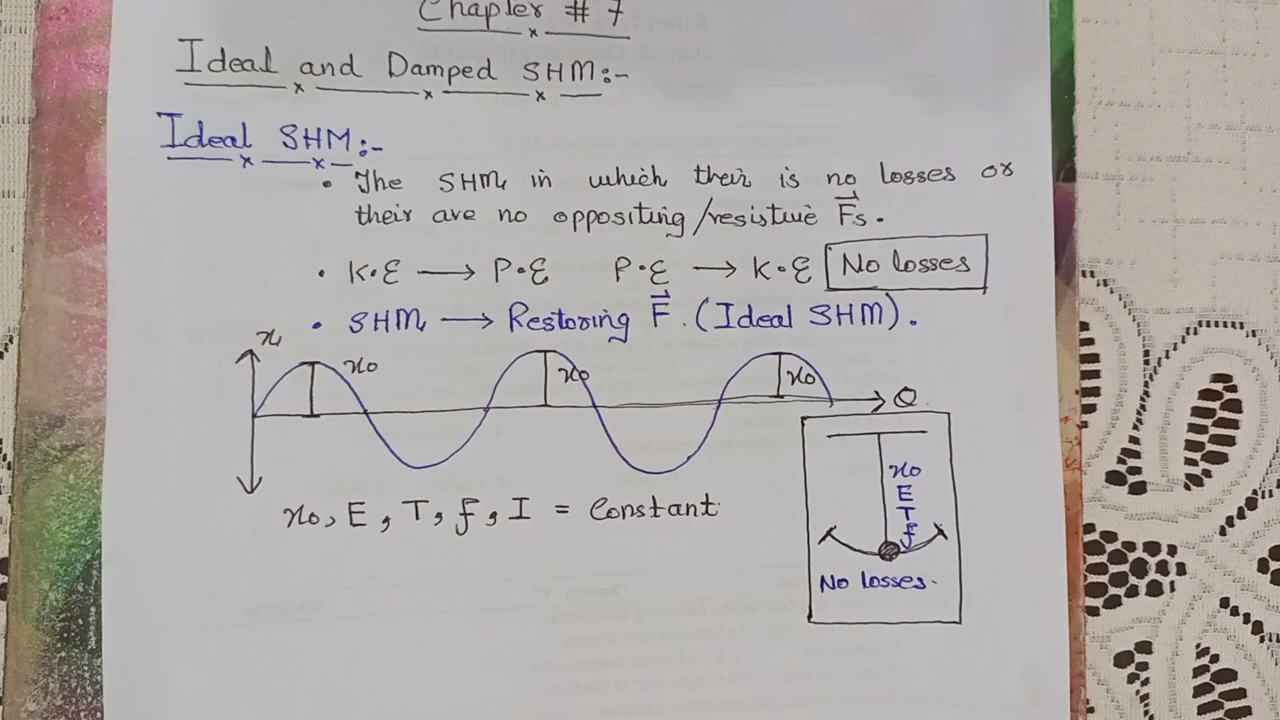 Chapter # 7
Ideal and Damped SHM:-
Ideal SHM:-
• The SHM in which their is no losses or
their are no oppositing/resistive F⃗s.
• K.E → P.E P.E → K.E No losses
• SHM → Restoring F⃗. (Ideal SHM).
x
x₀
x₀
x₀
θ
x₀, E, T, f, I = Constant
x₀
E
T
f
No losses.